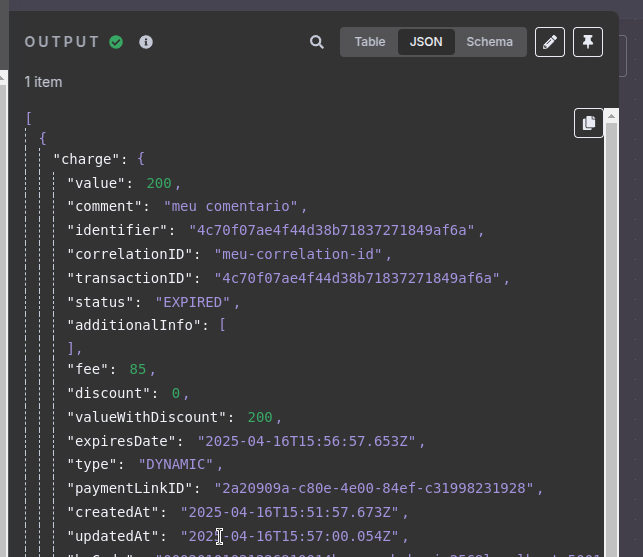 OUTPUT
Table JSON Schema
1 item
[
{
"charge": {
"value": 200,
"comment": "meu comentario",
"identifier": "4c70f07ae4f44d38b71837271849af6a",
"correlationID": "meu-correlation-id",
"transactionID": "4c70f07ae4f44d38b71837271849af6a",
"status": "EXPIRED",
"additionalInfo": [
],
"fee": 85,
"discount": 0,
"valueWithDiscount": 200,
"expiresDate": "2025-04-16T15:56:57.653Z",
"type": "DYNAMIC",
"paymentLinkID": "2a20909a-c80e-4e00-84ef-c31998231928",
"createdAt": "2025-04-16T15:51:57.673Z",
"updatedAt": "2025-04-16T15:57:00.054Z",